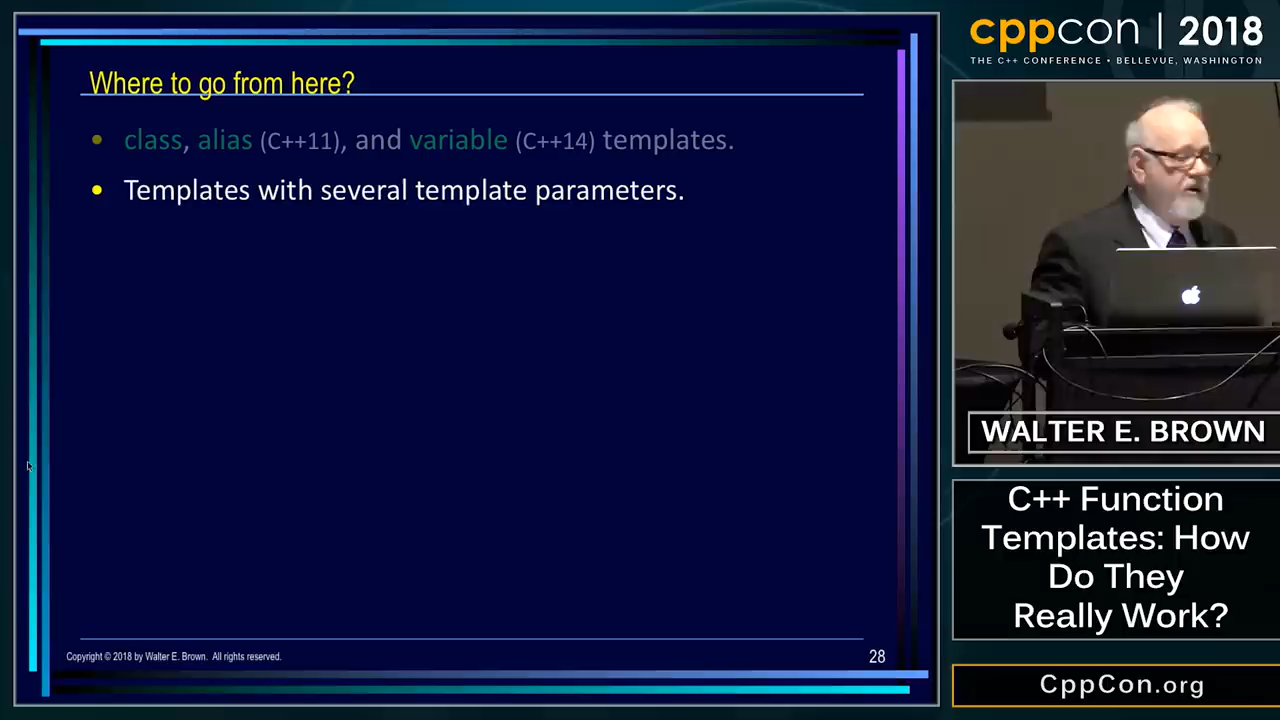 Where to go from here?
• class, alias (C++11), and variable (C++14) templates.
• Templates with several template parameters.
Copyright © 2018 by Walter E. Brown. All rights reserved.
28
cppcon | 2018
THE C++ CONFERENCE • BELLEVUE, WASHINGTON
WALTER E. BROWN
C++ Function
Templates: How
Do They
Really Work?
CppCon.org